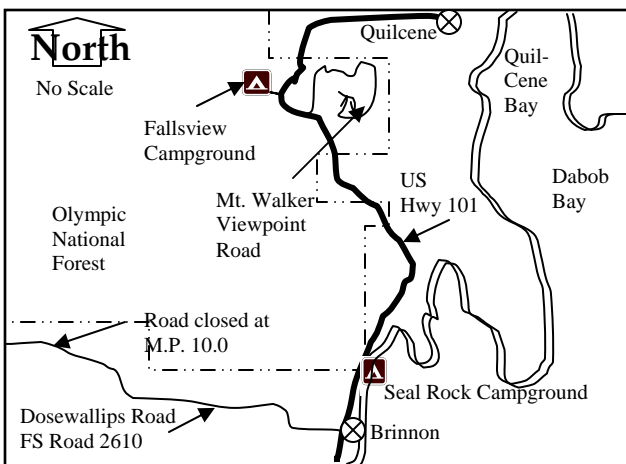 North
No Scale
Quilcene
Quil-
Cene
Bay
Fallsview
Campground
Dabob
Bay
US
Hwy 101
Mt. Walker
Viewpoint
Road
Olympic
National
Forest
Road closed at
M.P. 10.0
Seal Rock Campground
Dosewallips Road
FS Road 2610
Brinnon